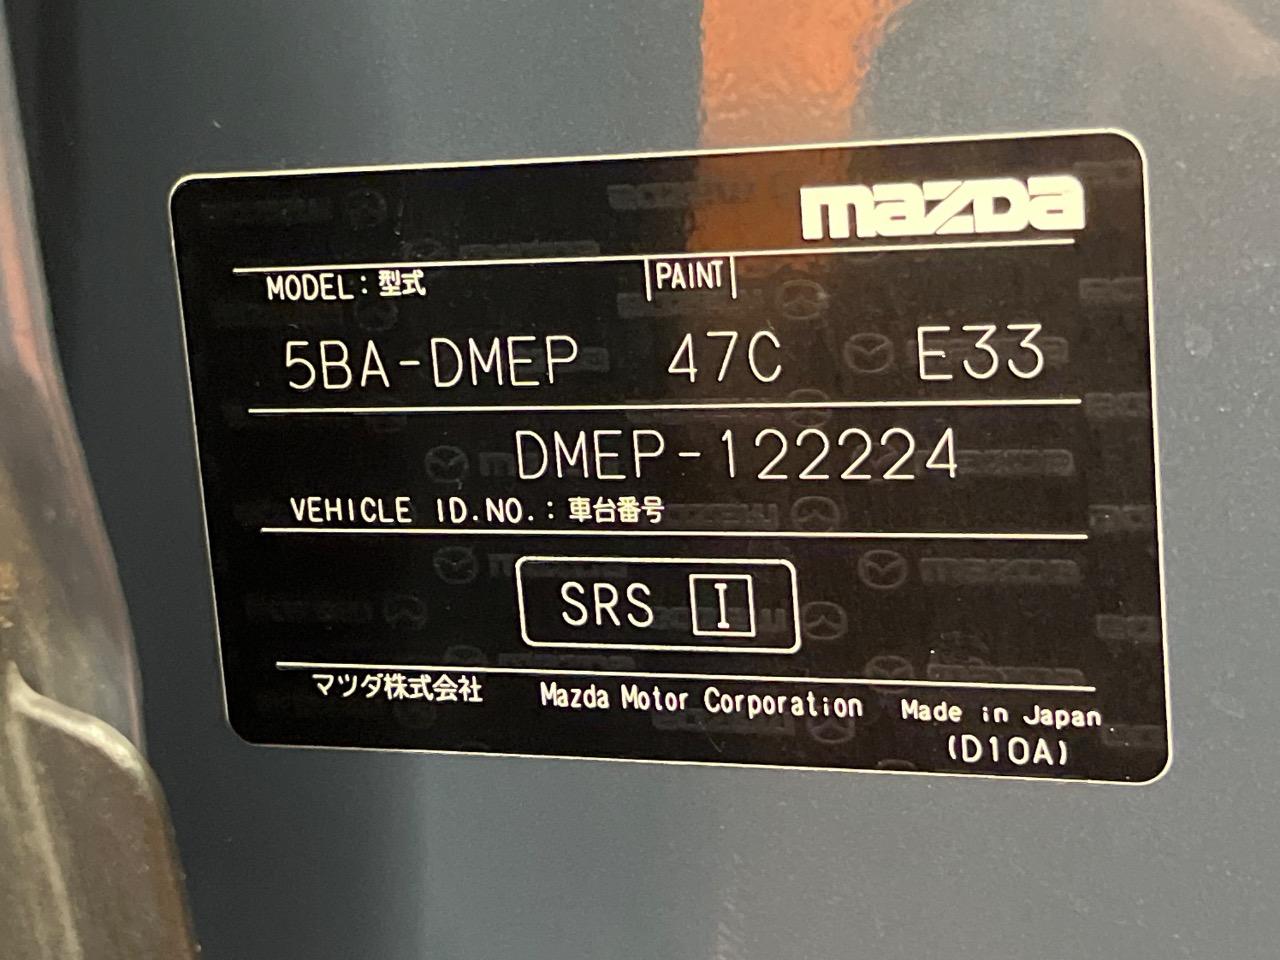 mazda
MODEL : 型式 PAINT
5BA-DMEP 47C E33
DMEP-122224
VEHICLE ID.NO. : 車台番号
SRS I
マツダ株式会社 Mazda Motor Corporation Made in Japan
(D10A)